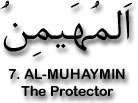 اَلمُهَيمِنُ
7. AL-MUHAYMIN
The Protector